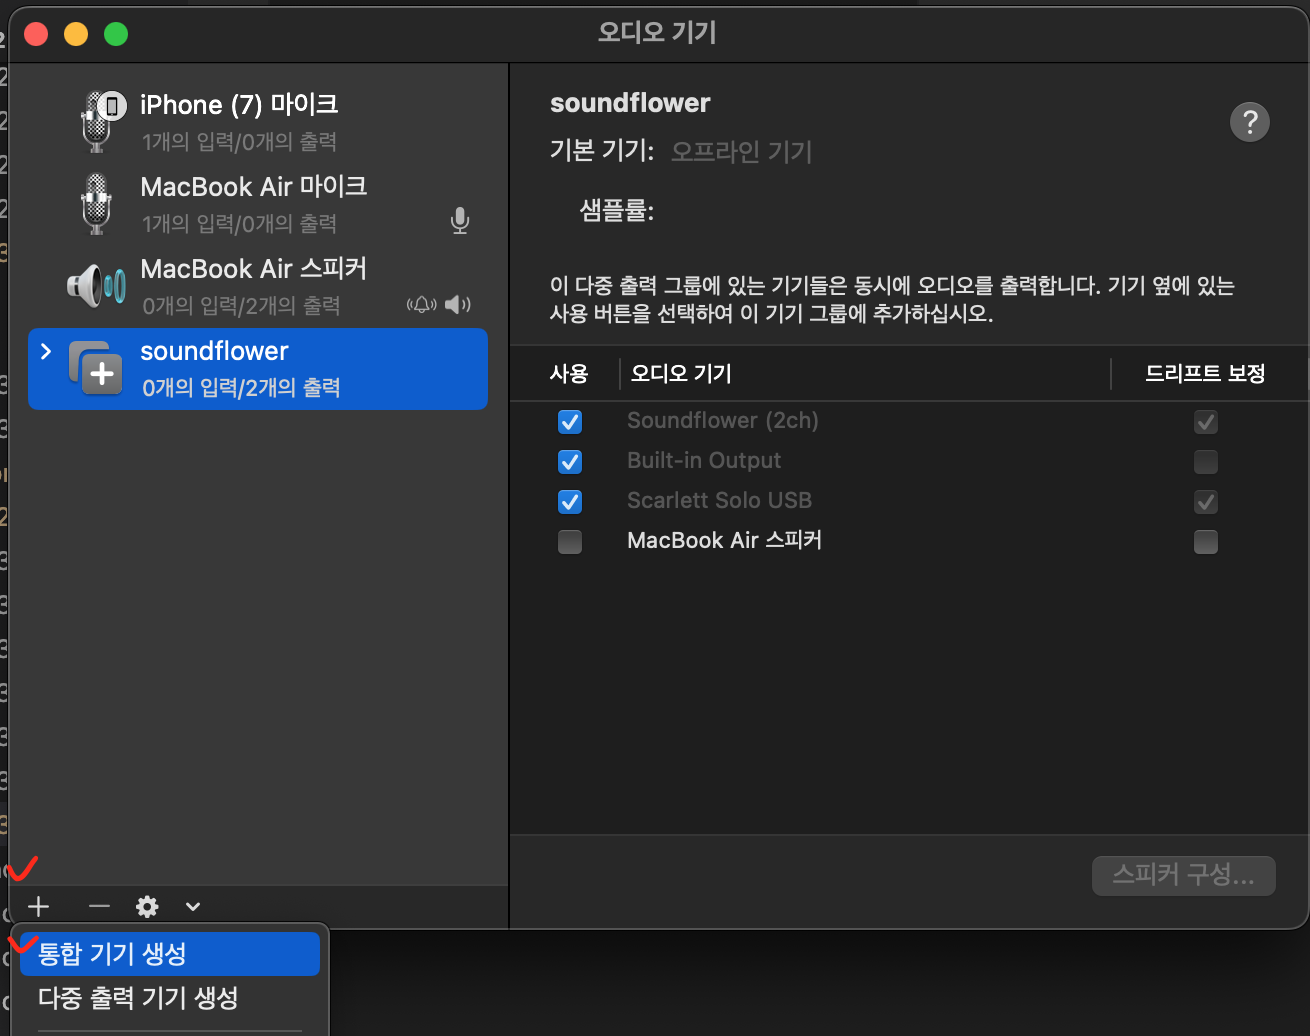 오디오 기기
iPhone (7) 마이크
1개의 입력/0개의 출력
MacBook Air 마이크
1개의 입력/0개의 출력
MacBook Air 스피커
0개의 입력/2개의 출력
soundflower
0개의 입력/2개의 출력
통합 기기 생성
다중 출력 기기 생성
soundflower
?
기본 기기: 오프라인 기기
샘플률:
이 다중 출력 그룹에 있는 기기들은 동시에 오디오를 출력합니다. 기기 옆에 있는
사용 버튼을 선택하여 이 기기 그룹에 추가하십시오.
사용 오디오 기기 드리프트 보정
Soundflower (2ch)
Built-in Output
Scarlett Solo USB
MacBook Air 스피커
스피커 구성...